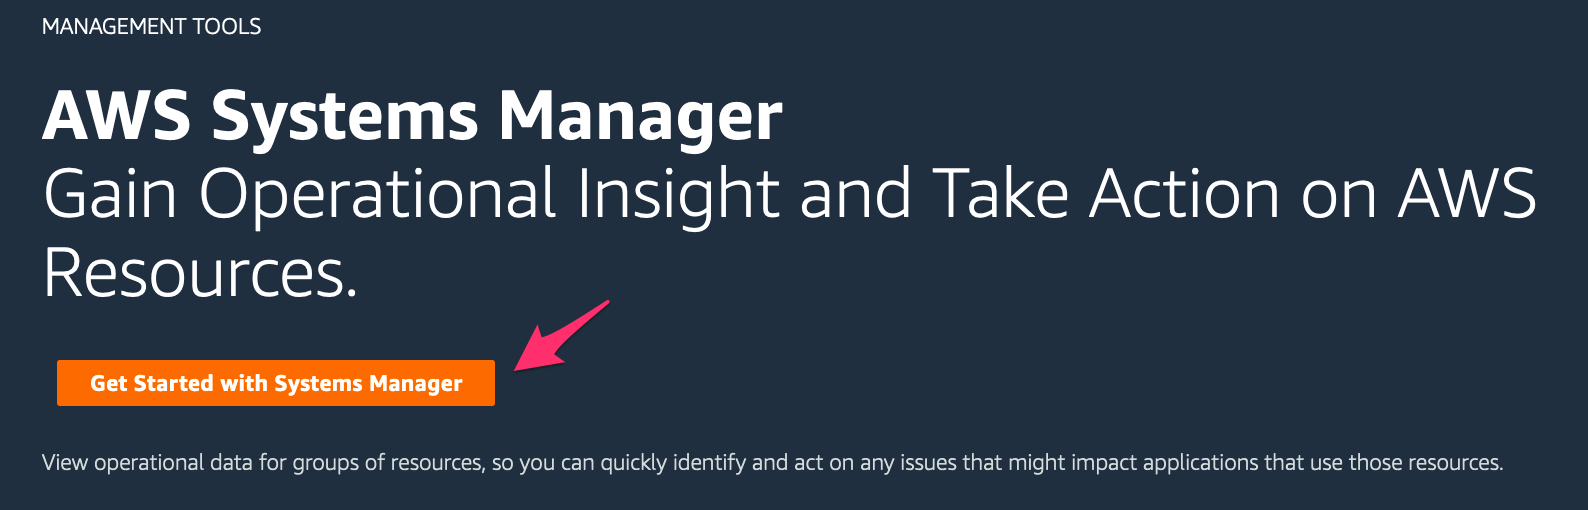 MANAGEMENT TOOLS
AWS Systems Manager
Gain Operational Insight and Take Action on AWS
Resources.
Get Started with Systems Manager
View operational data for groups of resources, so you can quickly identify and act on any issues that might impact applications that use those resources.